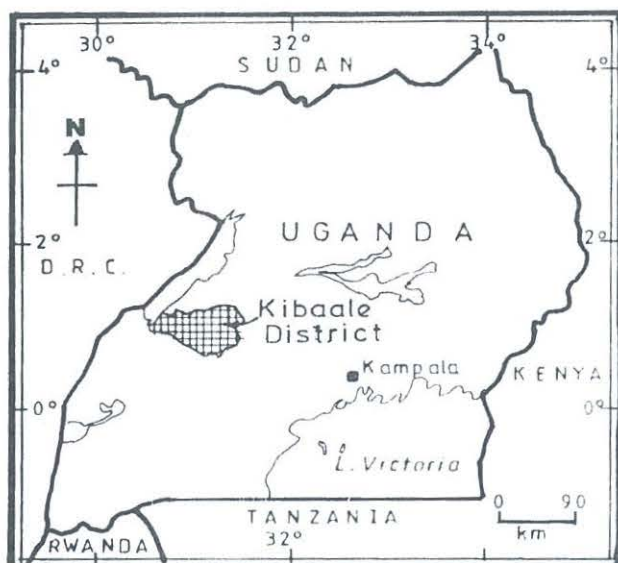 30° 32° 34°
4° SUDAN 4°
N
UGANDA
2° 2°
D.R.C.
Kibaale
District
Kampala
KENYA
0° 0°
L. Victoria
0 90
km
TANZANIA
RWANDA 32°